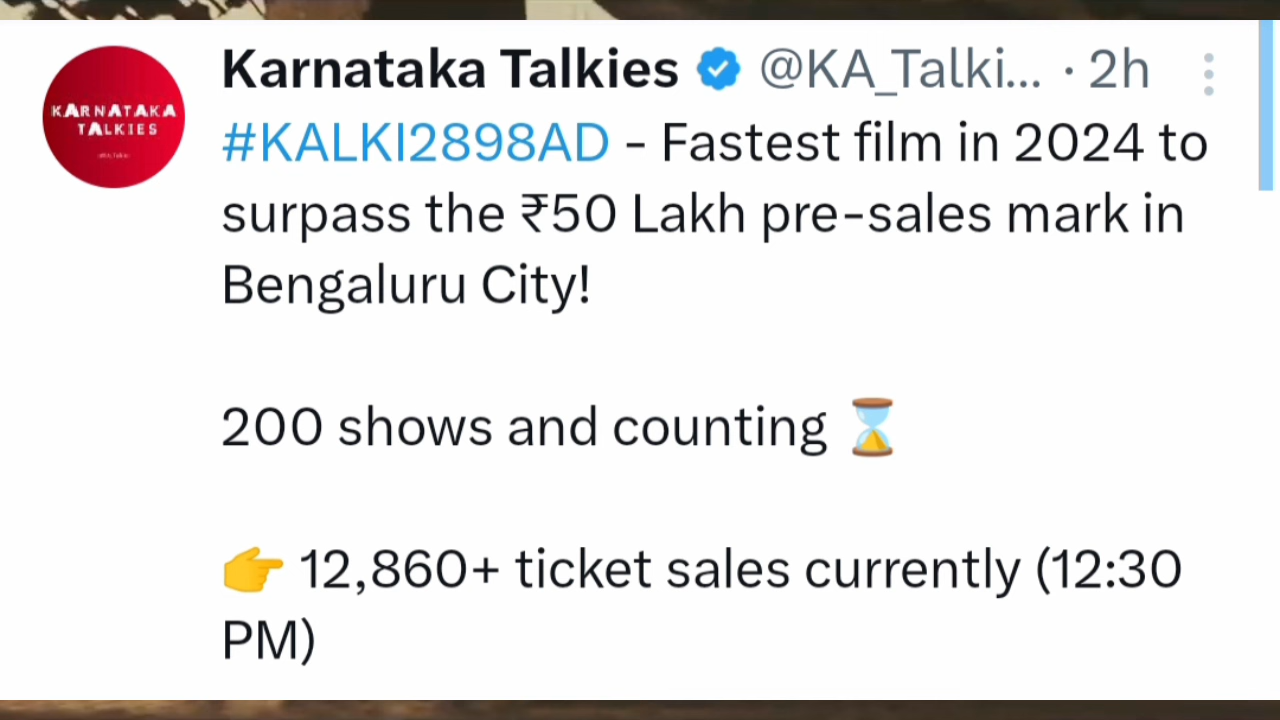 KARNATAKA
TALKIES
Karnataka Talkies @KA_Talki... · 2h
#KALKI2898AD - Fastest film in 2024 to
surpass the ₹50 Lakh pre-sales mark in
Bengaluru City!
200 shows and counting ⌛
👉 12,860+ ticket sales currently (12:30
PM)